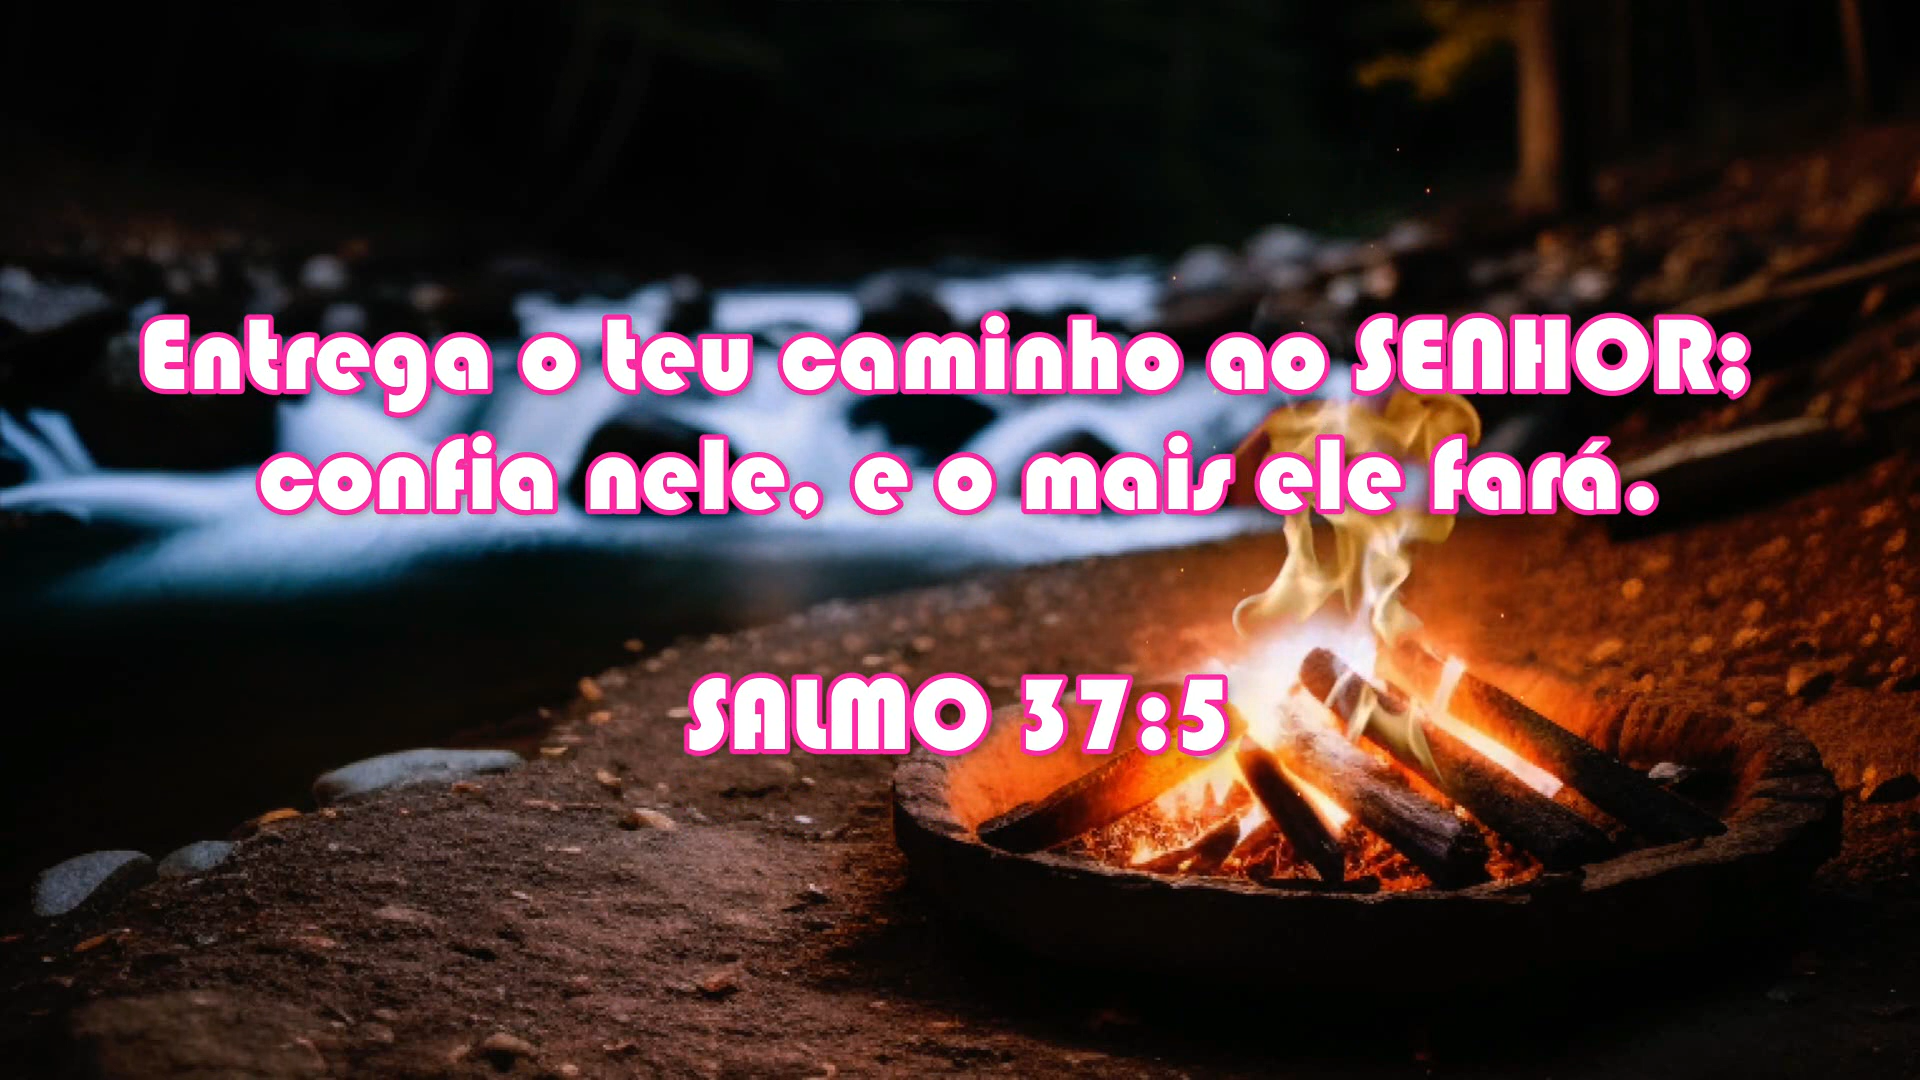 Entrega o teu caminho ao SENHOR;
confia nele, e o mais ele fará.
SALMO 37:5